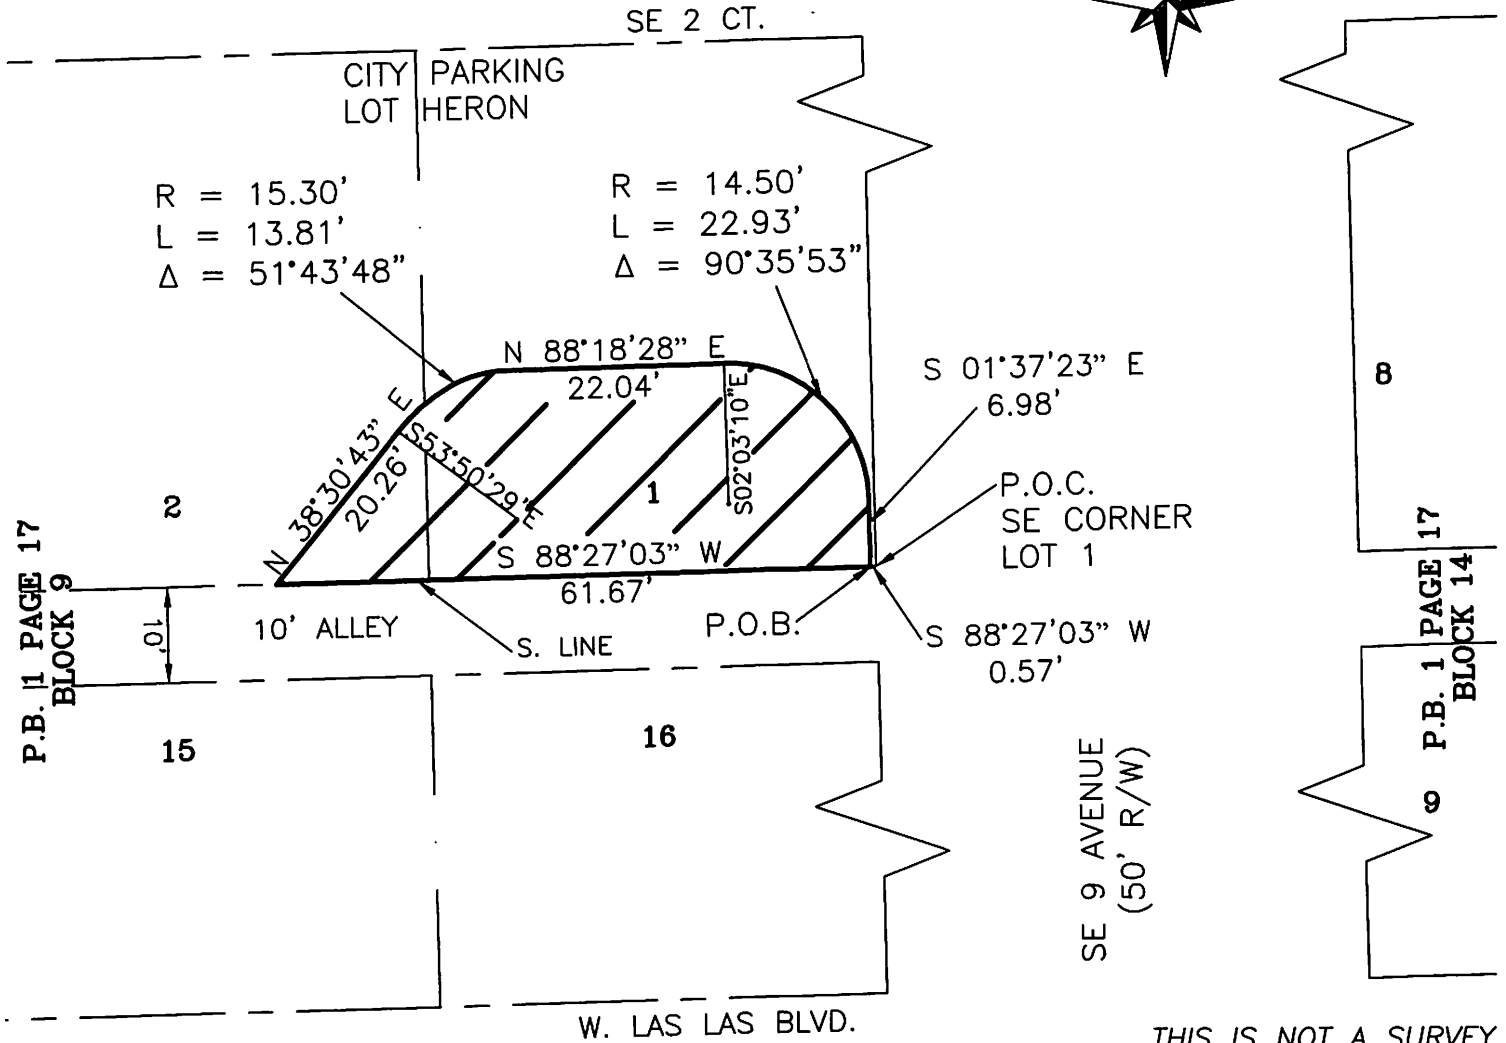 SE 2 CT.
CITY PARKING
LOT HERON
R = 15.30'
L = 13.81'
Δ = 51°43'48"
R = 14.50'
L = 22.93'
Δ = 90°35'53"
N 88°18'28" E
22.04'
S 01°37'23" E
6.98'
8
N 38°30'43" E
20.26'
S53°50'29"E
S02°03'10"E
2
1
P.O.C.
SE CORNER
LOT 1
S 88°27'03" W
61.67'
P.B. 1 PAGE 17
BLOCK 9
10'
10' ALLEY
S. LINE
P.O.B.
S 88°27'03" W
0.57'
P.B. 1 PAGE 17
BLOCK 14
15
16
SE 9 AVENUE
(50' R/W)
9
W. LAS LAS BLVD.
THIS IS NOT A SURVEY